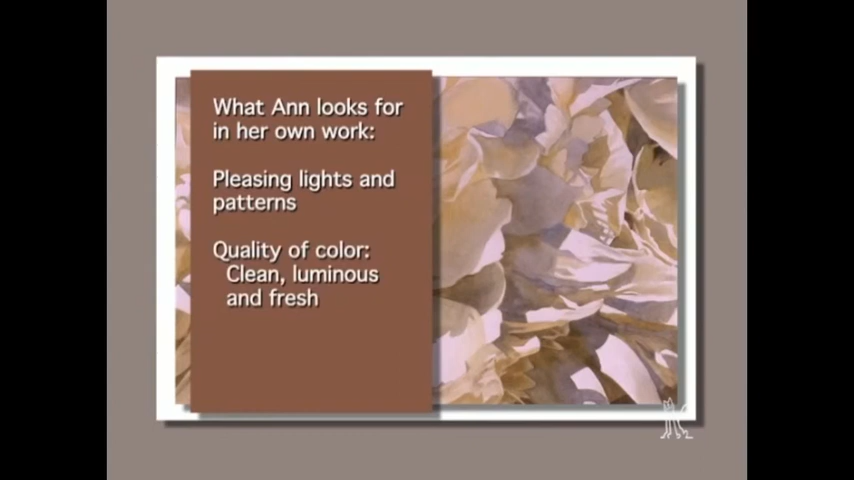 What Ann looks for
in her own work:
Pleasing lights and
patterns
Quality of color:
Clean, luminous
and fresh